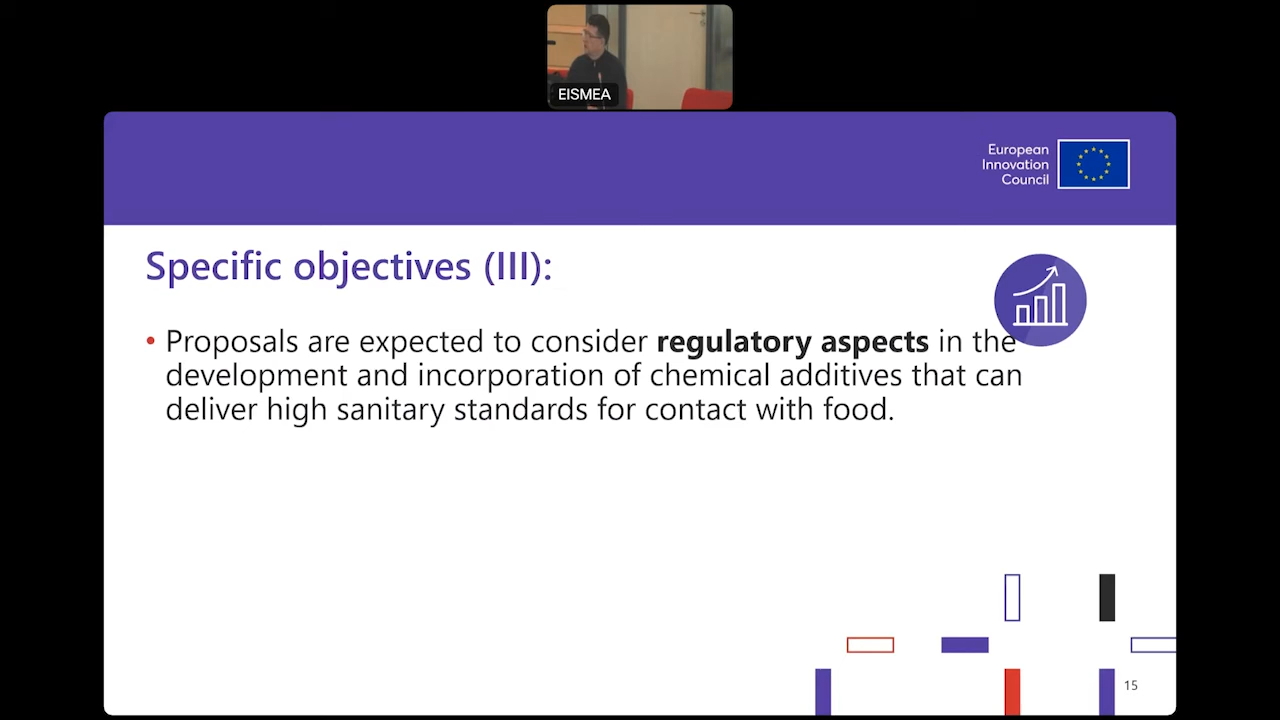 EISMEA
European
Innovation
Council
Specific objectives (III):
• Proposals are expected to consider regulatory aspects in the
development and incorporation of chemical additives that can
deliver high sanitary standards for contact with food.
15